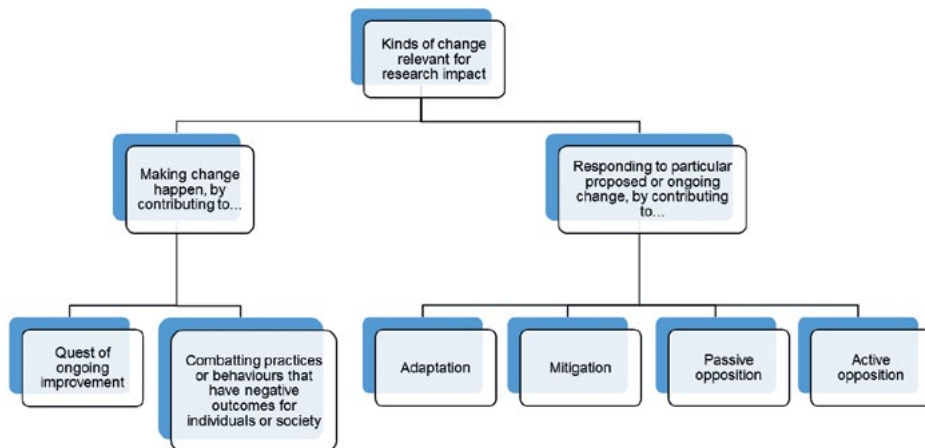 Kinds of change
relevant for
research impact
Making change
happen, by
contributing to...
Responding to particular
proposed or ongoing
change, by contributing
to...
Quest of
ongoing
improvement
Combatting practices
or behaviours that
have negative
outcomes for
individuals or society
Adaptation
Mitigation
Passive
opposition
Active
opposition